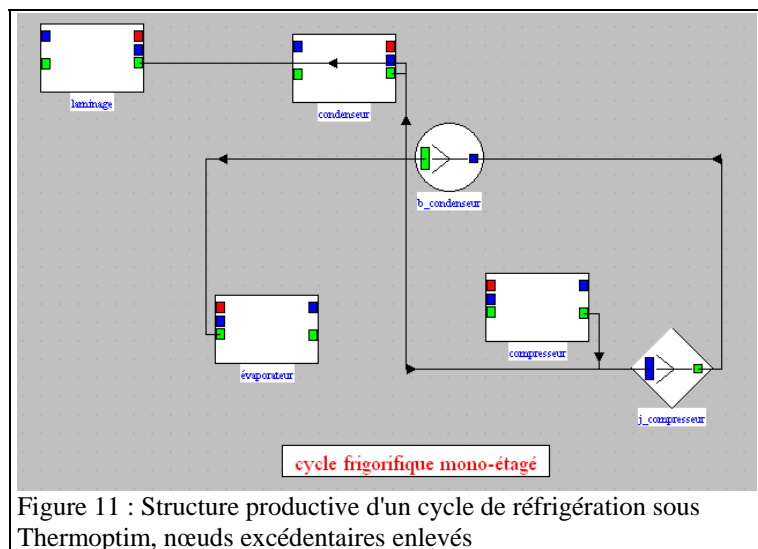 laminage
condenseur
b_condenseur
évaporateur
compresseur
j_compresseur
cycle frigorifique mono-étagé
Figure 11 : Structure productive d'un cycle de réfrigération sous
Thermoptim, nœuds excédentaires enlevés